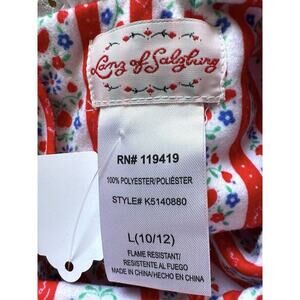 Lanz of Salzburg
RN# 119419
100% POLYESTER/POLIÉSTER
STYLE# K5140880
L(10/12)
FLAME RESISTANT/
RESISTENTE AL FUEGO
MADE IN CHINA/HECHO EN CHINA